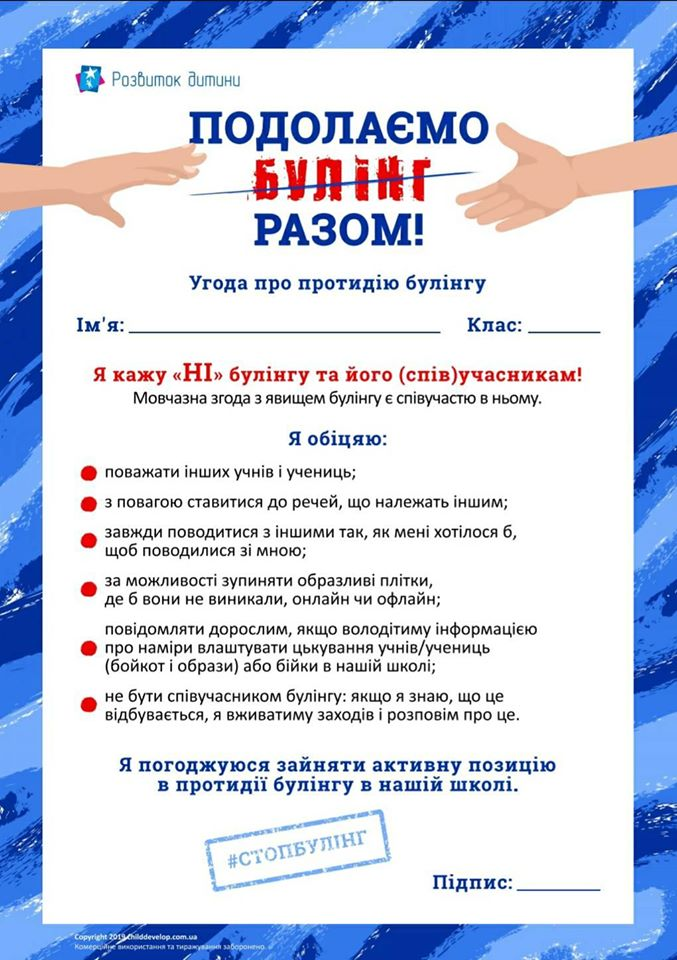 Розвиток дитини
ПОДОЛАЄМО
БУЛІНГ
РАЗОМ!
Угода про протидію булінгу
Ім'я: Клас:
Я кажу «НІ» булінгу та його (спів)учасникам!
Мовчазна згода з явищем булінгу є співучастю в ньому.
Я обіцяю:
поважати інших учнів і учениць;
з повагою ставитися до речей, що належать іншим;
завжди поводитися з іншими так, як мені хотілося б,
щоб поводилися зі мною;
за можливості зупиняти образливі плітки,
де б вони не виникали, онлайн чи офлайн;
повідомляти дорослим, якщо володітиму інформацією
про наміри влаштувати цькування учнів/учениць
(бойкот і образи) або бійки в нашій школі;
не бути співучасником булінгу: якщо я знаю, що це
відбувається, я вживатиму заходів і розповім про це.
Я погоджуюся зайняти активну позицію
в протидії булінгу в нашій школі.
#СТОПБУЛІНГ
Підпис:
Copyright 2019 Childdevelop.com.ua
Комерційне використання та тиражування заборонено.